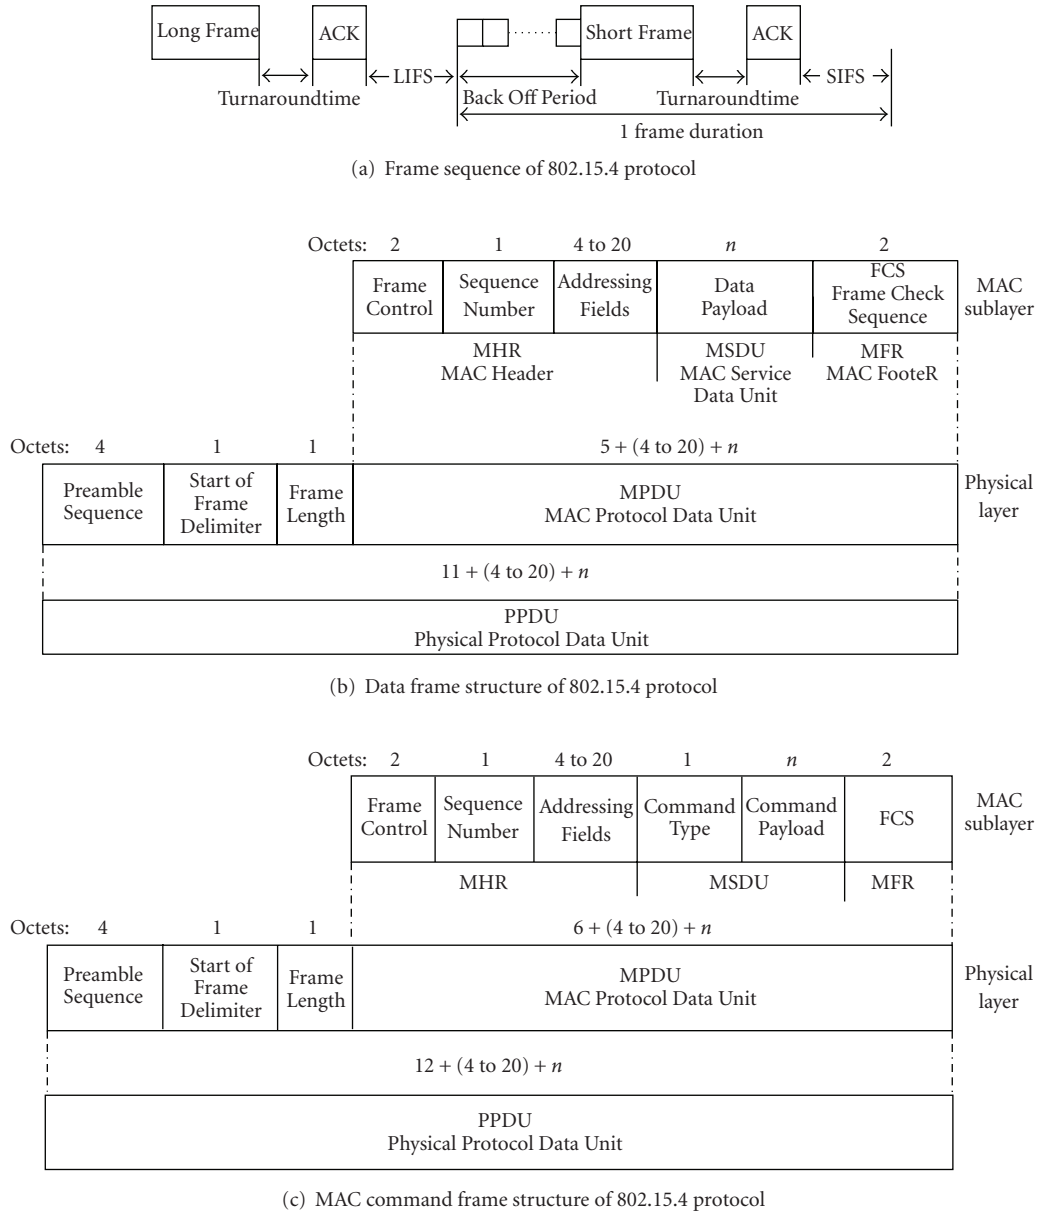 Long Frame ACK Short Frame ACK
LIFS SIFS
Turnaroundtime Back Off Period Turnaroundtime
1 frame duration
(a) Frame sequence of 802.15.4 protocol
Octets: 2 1 4 to 20 n 2
Frame Control
Sequence Number
Addressing Fields
Data Payload
FCS
Frame Check
Sequence
MAC sublayer
MHR
MAC Header
MSDU
MAC Service
Data Unit
MFR
MAC FooteR
Octets: 4 1 1 5 + (4 to 20) + n
Preamble Sequence
Start of Frame Delimiter
Frame Length
MPDU
MAC Protocol Data Unit
Physical layer
11 + (4 to 20) + n
PPDU
Physical Protocol Data Unit
(b) Data frame structure of 802.15.4 protocol
Octets: 2 1 4 to 20 1 n 2
Frame Control
Sequence Number
Addressing Fields
Command Type
Command Payload
FCS
MAC sublayer
MHR MSDU MFR
Octets: 4 1 1 6 + (4 to 20) + n
Preamble Sequence
Start of Frame Delimiter
Frame Length
MPDU
MAC Protocol Data Unit
Physical layer
12 + (4 to 20) + n
PPDU
Physical Protocol Data Unit
(c) MAC command frame structure of 802.15.4 protocol